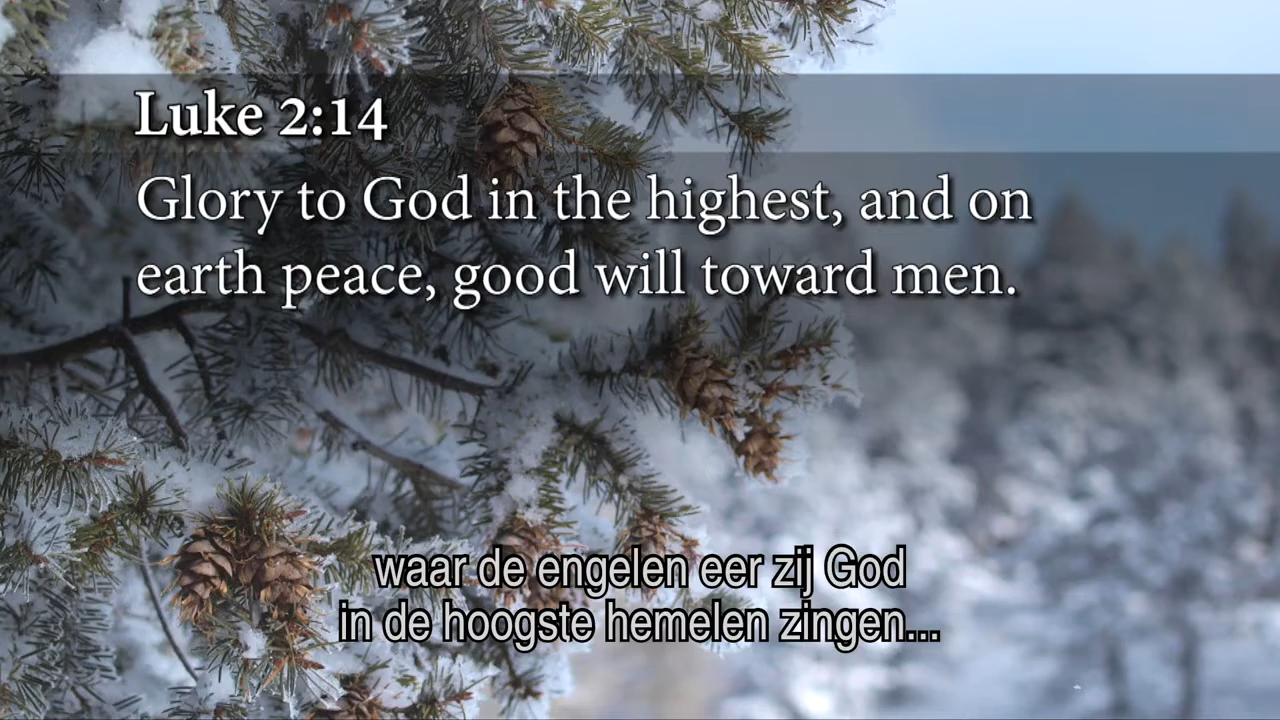 Luke 2:14
Glory to God in the highest, and on
earth peace, good will toward men.
waar de engelen eer zij God
in de hoogste hemelen zingen...